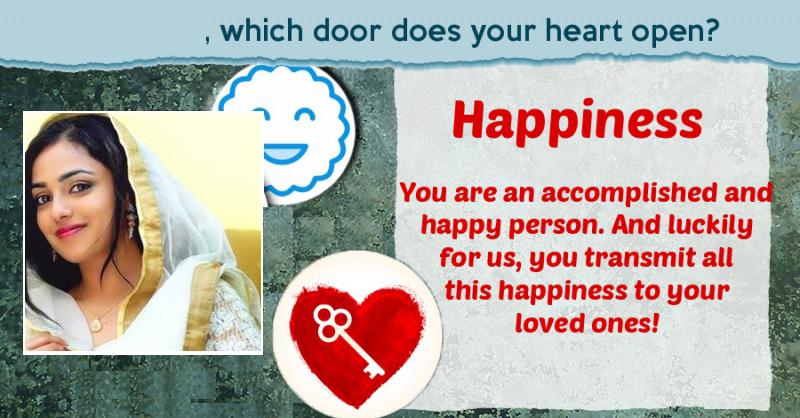 , which door does your heart open?
Happiness
You are an accomplished and
happy person. And luckily
for us, you transmit all
this happiness to your
loved ones!